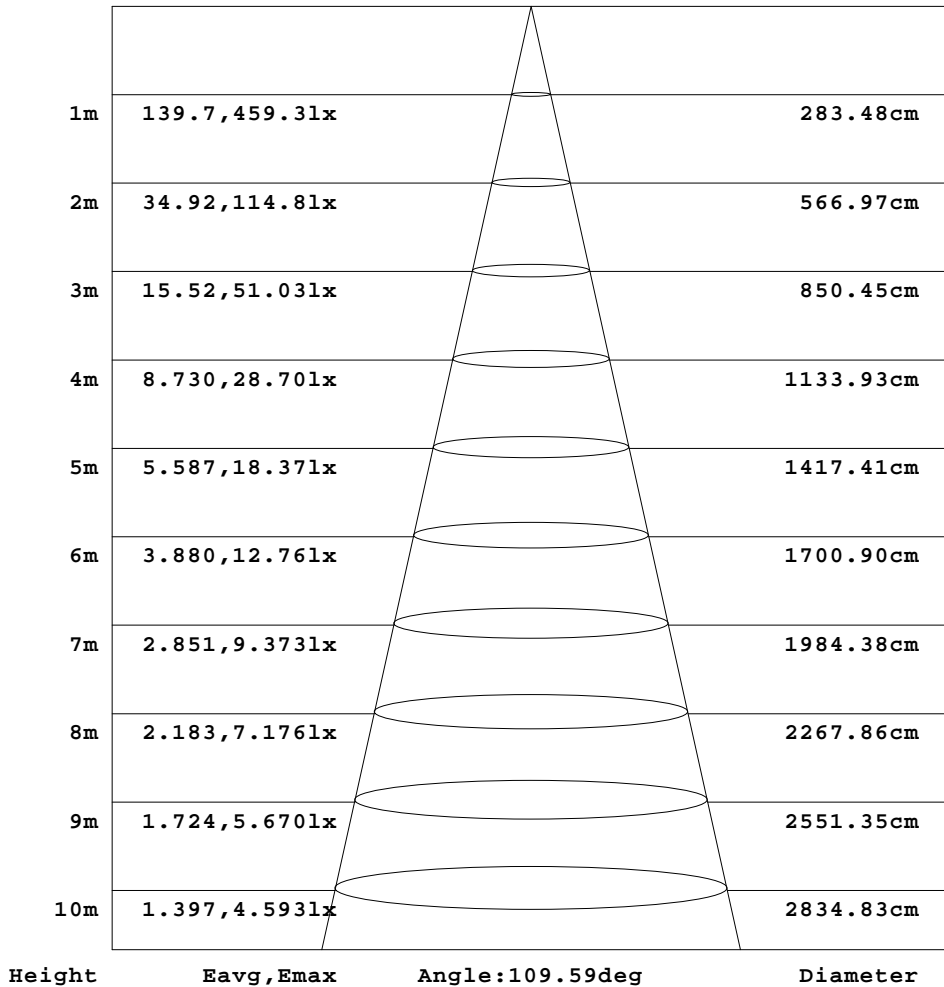 1m 139.7,459.3lx 283.48cm
2m 34.92,114.8lx 566.97cm
3m 15.52,51.03lx 850.45cm
4m 8.730,28.70lx 1133.93cm
5m 5.587,18.37lx 1417.41cm
6m 3.880,12.76lx 1700.90cm
7m 2.851,9.373lx 1984.38cm
8m 2.183,7.176lx 2267.86cm
9m 1.724,5.670lx 2551.35cm
10m 1.397,4.593lx 2834.83cm
Height Eavg,Emax Angle:109.59deg Diameter